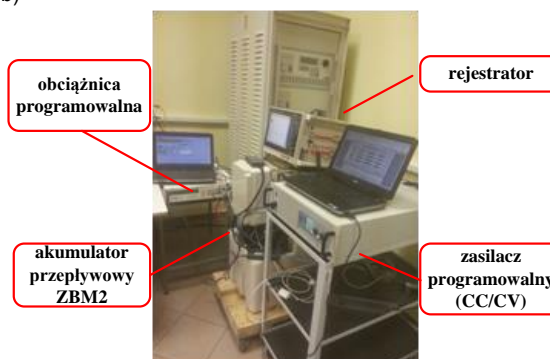 b)
obciążnica
programowalna
rejestrator
akumulator
przepływowy
ZBM2
zasilacz
programowalny
(CC/CV)